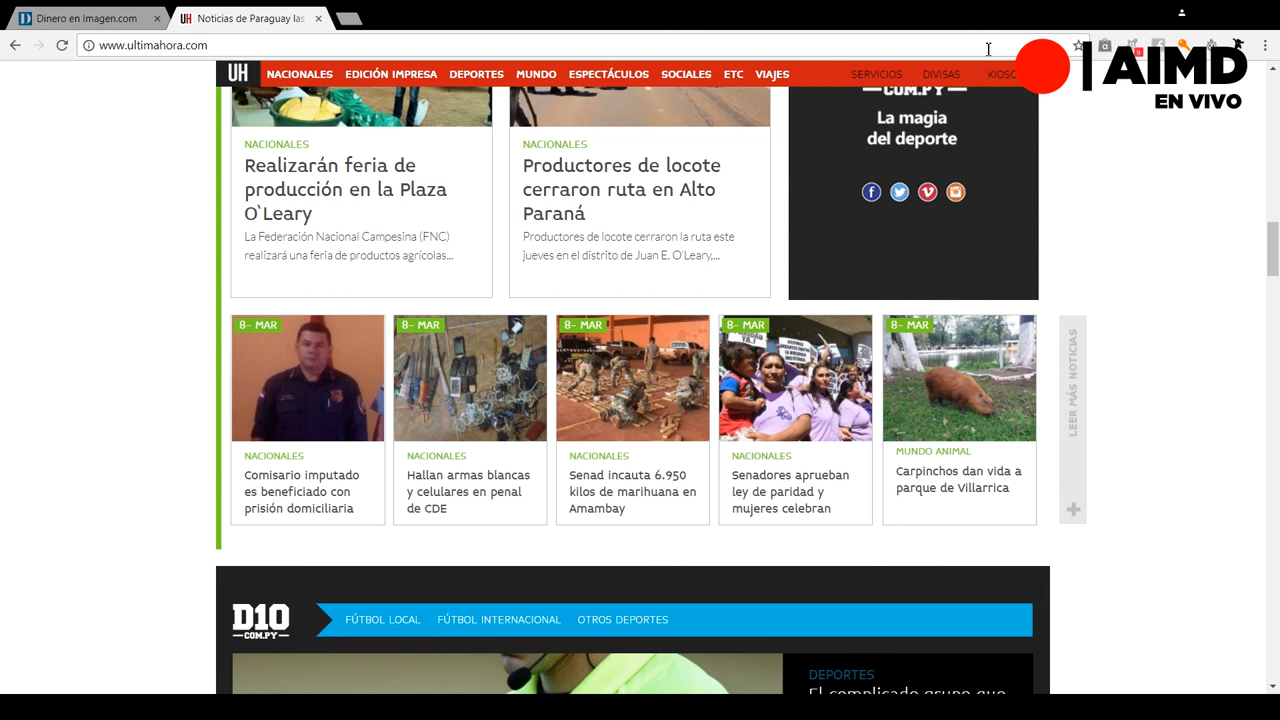 Dinero en Imagen.com
UH Noticias de Paraguay las
www.ultimahora.com
UH NACIONALES EDICIÓN IMPRESA DEPORTES MUNDO ESPECTÁCULOS SOCIALES ETC VIAJES SERVICIOS DIVISAS
AIMD
EN VIVO
COM.PY
La magia
del deporte
NACIONALES
Realizarán feria de
producción en la Plaza
O`Leary
La Federación Nacional Campesina (FNC)
realizará una feria de productos agrícolas...
NACIONALES
Productores de locote
cerraron ruta en Alto
Paraná
Productores de locote cerraron la ruta este
jueves en el distrito de Juan E. O'Leary,...
8- MAR
NACIONALES
Comisario imputado
es beneficiado con
prisión domiciliaria
8- MAR
NACIONALES
Hallan armas blancas
y celulares en penal
de CDE
8- MAR
NACIONALES
Senad incauta 6.950
kilos de marihuana en
Amambay
8- MAR
NACIONALES
Senadores aprueban
ley de paridad y
mujeres celebran
8- MAR
MUNDO ANIMAL
Carpinchos dan vida a
parque de Villarrica
LEER MÁS NOTICIAS
D10
COM.PY
FÚTBOL LOCAL FÚTBOL INTERNACIONAL OTROS DEPORTES
DEPORTES
El complicado grupo que